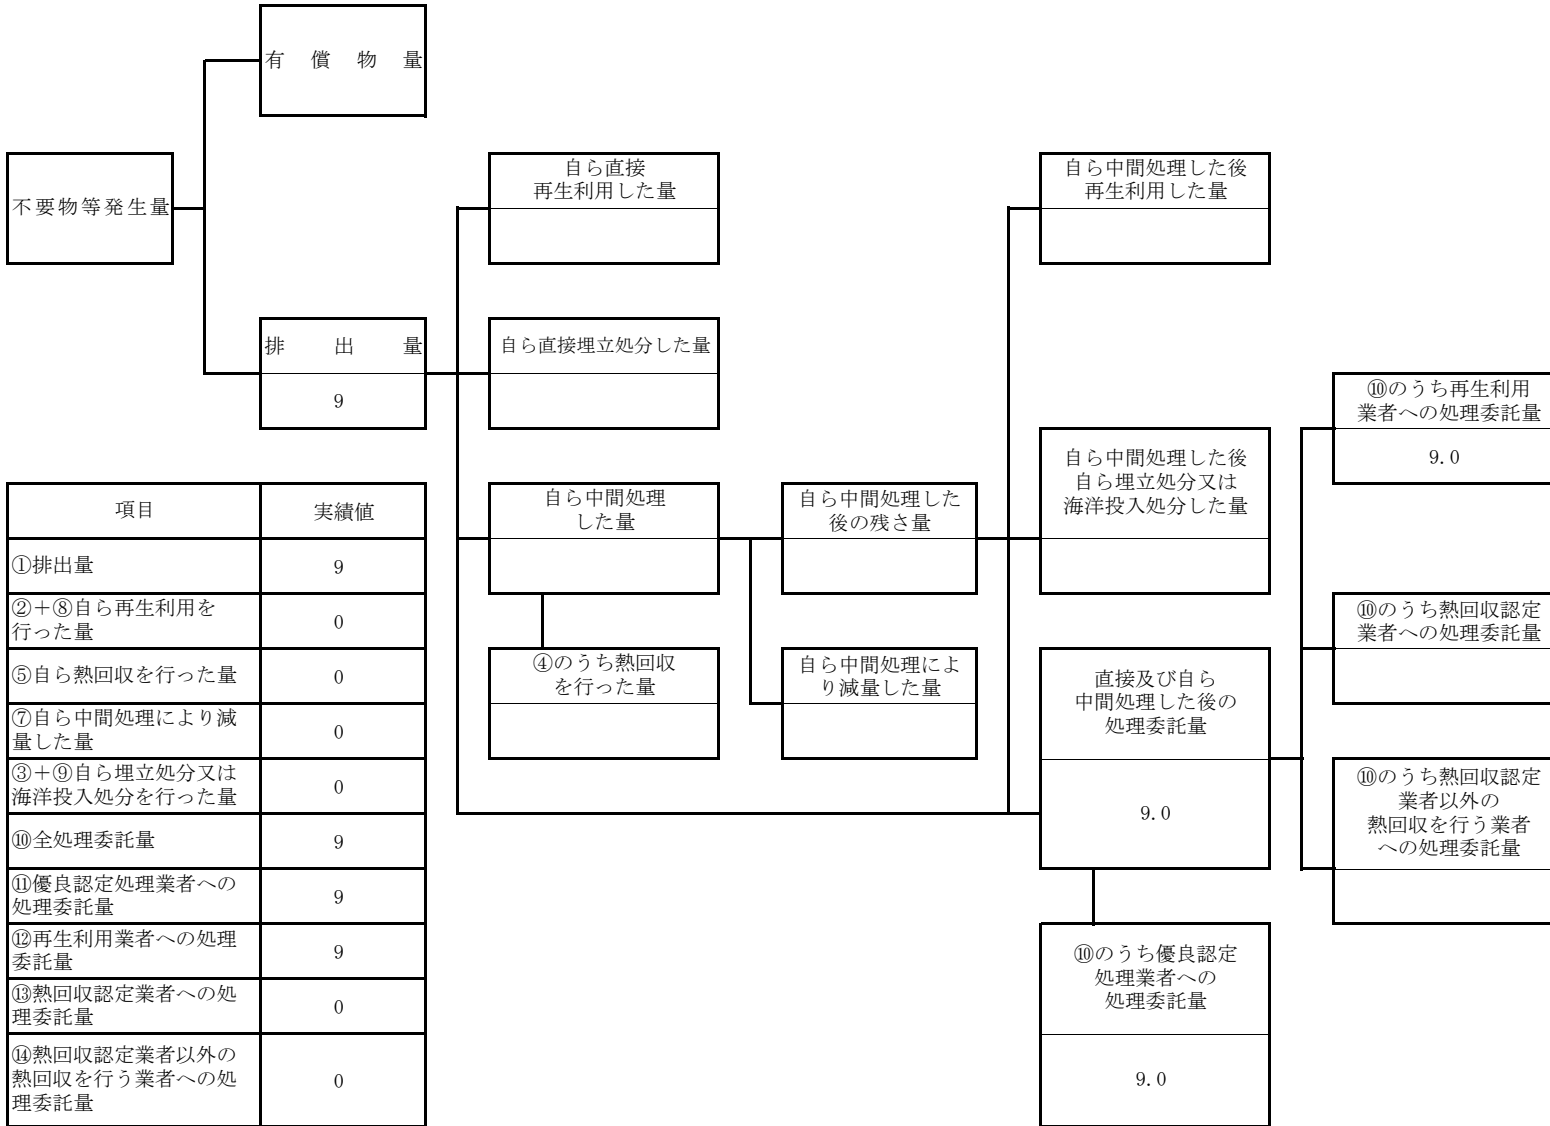 有償物量
不要物等発生量
自ら直接
再生利用した量
自ら中間処理した後
再生利用した量
排出量
9
自ら直接埋立処分した量
⑩のうち再生利用
業者への処理委託量
9.0
自ら中間処理した後
自ら埋立処分又は
海洋投入処分した量
自ら中間処理
した量
自ら中間処理した
後の残さ量
⑩のうち熱回収認定
業者への処理委託量
④のうち熱回収
を行った量
自ら中間処理によ
り減量した量
直接及び自ら
中間処理した後の
処理委託量
9.0
⑩のうち熱回収認定
業者以外の
熱回収を行う業者
への処理委託量
⑩のうち優良認定
処理業者への
処理委託量
9.0
項目 実績値
①排出量 9
②＋⑧自ら再生利用を
行った量 0
⑤自ら熱回収を行った量 0
⑦自ら中間処理により減
量した量 0
③＋⑨自ら埋立処分又は
海洋投入処分を行った量 0
⑩全処理委託量 9
⑪優良認定処理業者への
処理委託量 9
⑫再生利用業者への処理
委託量 9
⑬熱回収認定業者への処
理委託量 0
⑭熱回収認定業者以外の
熱回収を行う業者への処
理委託量 0